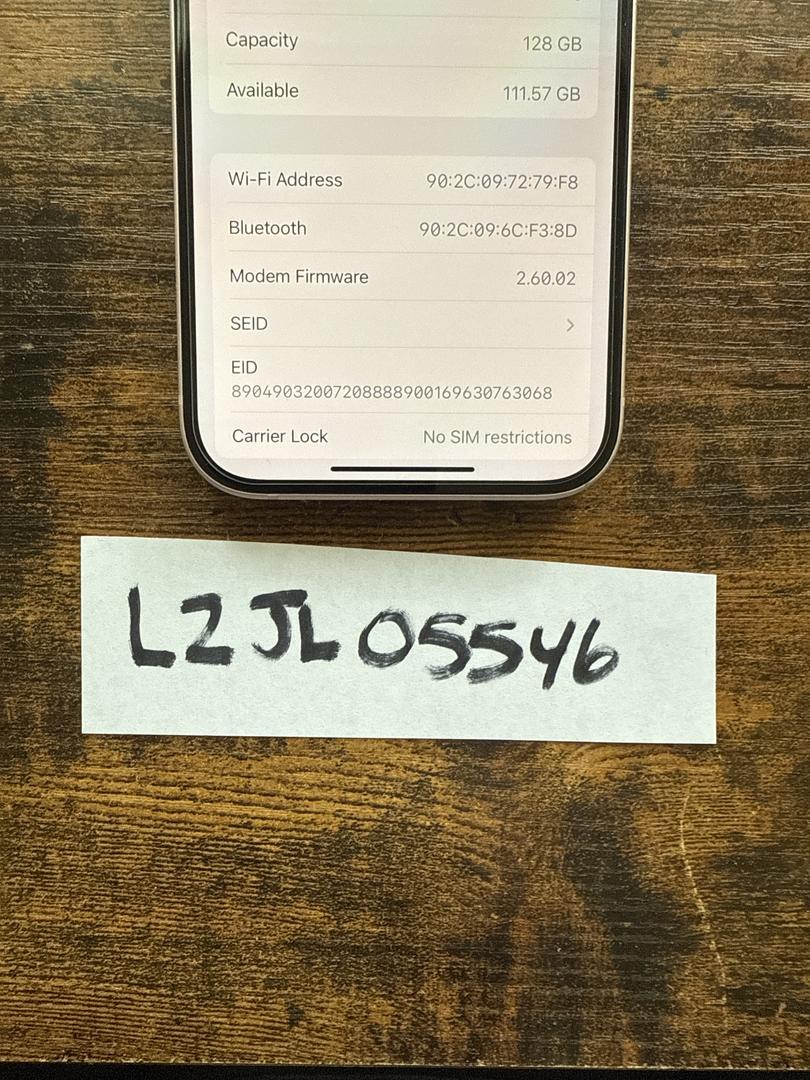 Capacity 128 GB
Available 111.57 GB
Wi-Fi Address 90:2C:09:72:79:F8
Bluetooth 90:2C:09:6C:F3:8D
Modem Firmware 2.60.02
SEID
EID
89049032007208888900169630763068
Carrier Lock No SIM restrictions
LZJL05546